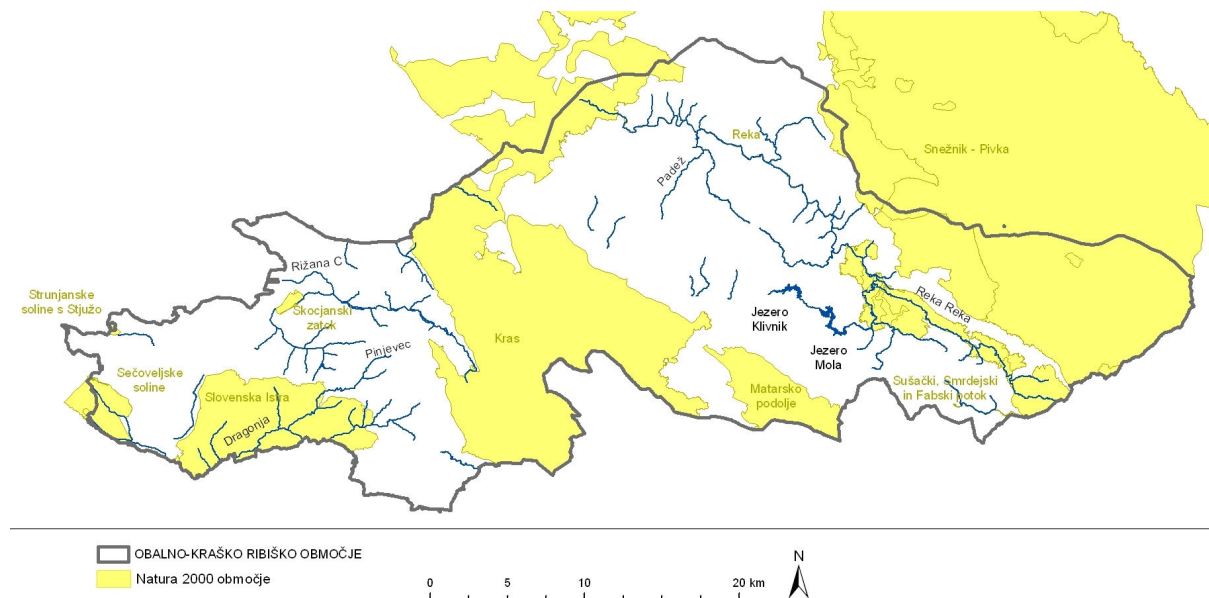 Reka
Snežnik - Pivka
Padež
Rižana C
Strunjanske
soline s Stjužo
Skocjanski
zatok
Reka Reka
Jezero
Klivnik
Kras
Pinjevec
Jezero
Mola
Sečoveljske
soline
Slovenska Istra
Matarsko
podolje
Sušački, Smrdejski
in Fabski potok
Dragonja
OBALNO-KRAŠKO RIBIŠKO OBMOČJE
Natura 2000 območje
0 5 10 20 km
N